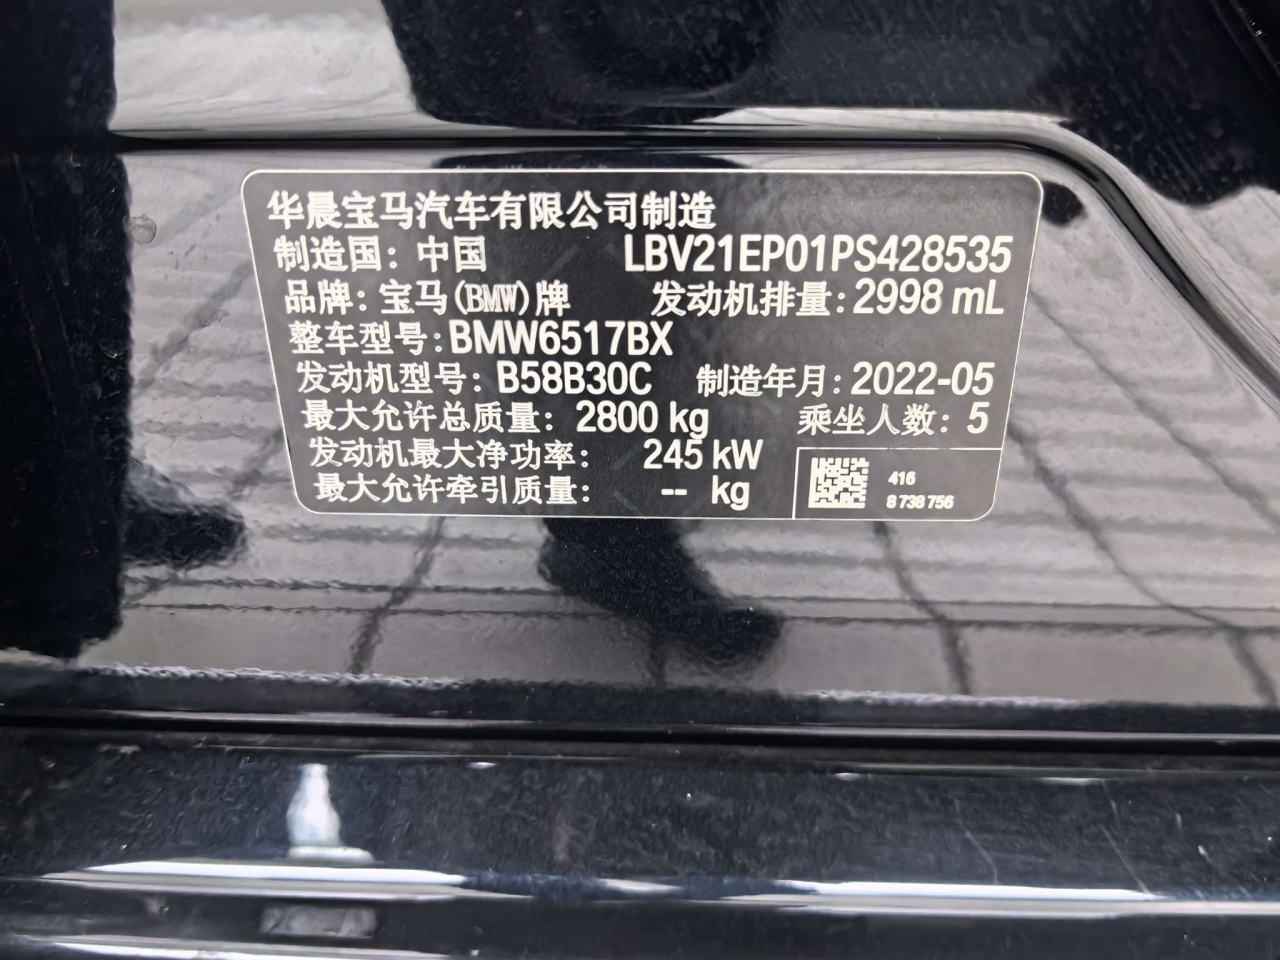 华晨宝马汽车有限公司制造
制造国：中国 LBV21EP01PS428535
品牌：宝马(BMW)牌 发动机排量：2998 mL
整车型号：BMW6517BX
发动机型号：B58B30C 制造年月：2022-05
最大允许总质量：2800 kg 乘坐人数：5
发动机最大净功率：245 kW
最大允许牵引质量：-- kg
416
8 738 756